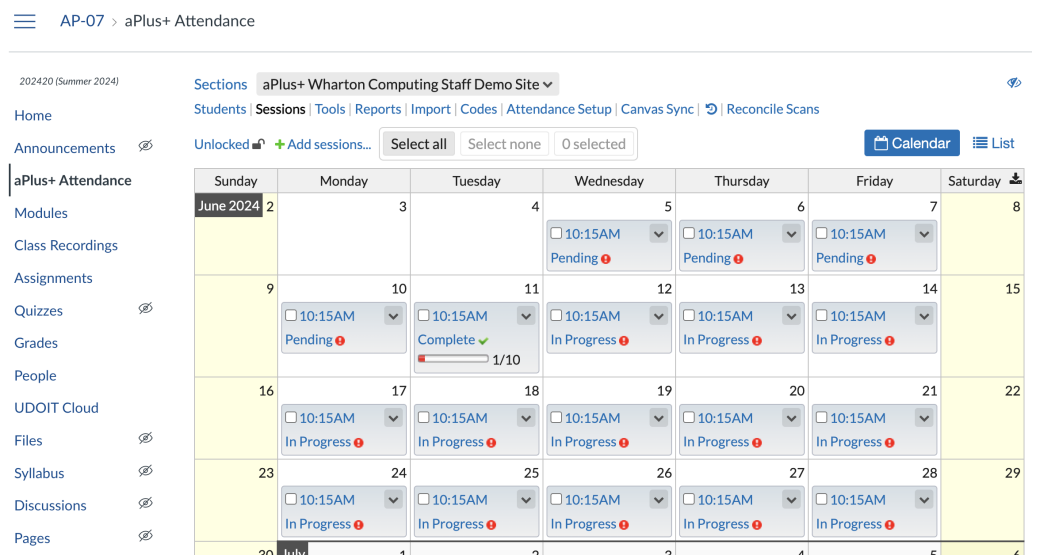 AP-07 > aPlus+ Attendance
202420 (Summer 2024)
Home
Announcements
aPlus+ Attendance
Modules
Class Recordings
Assignments
Quizzes
Grades
People
UDOIT Cloud
Files
Syllabus
Discussions
Pages
Sections aPlus+ Wharton Computing Staff Demo Site
Students | Sessions | Tools | Reports | Import | Codes | Attendance Setup | Canvas Sync | Reconcile Scans
Unlocked + Add sessions... Select all Select none 0 selected Calendar List
Sunday Monday Tuesday Wednesday Thursday Friday Saturday
June 2024 2 3 4 5 6 7 8
10:15AM 10:15AM 10:15AM
Pending Pending Pending
9 10 11 12 13 14 15
10:15AM 10:15AM 10:15AM 10:15AM 10:15AM
Pending Complete In Progress In Progress In Progress
1/10
16 17 18 19 20 21 22
10:15AM 10:15AM 10:15AM 10:15AM 10:15AM
In Progress In Progress In Progress In Progress In Progress
23 24 25 26 27 28 29
10:15AM 10:15AM 10:15AM 10:15AM 10:15AM
In Progress In Progress In Progress In Progress In Progress
30 July 1 2 3 4 5 6